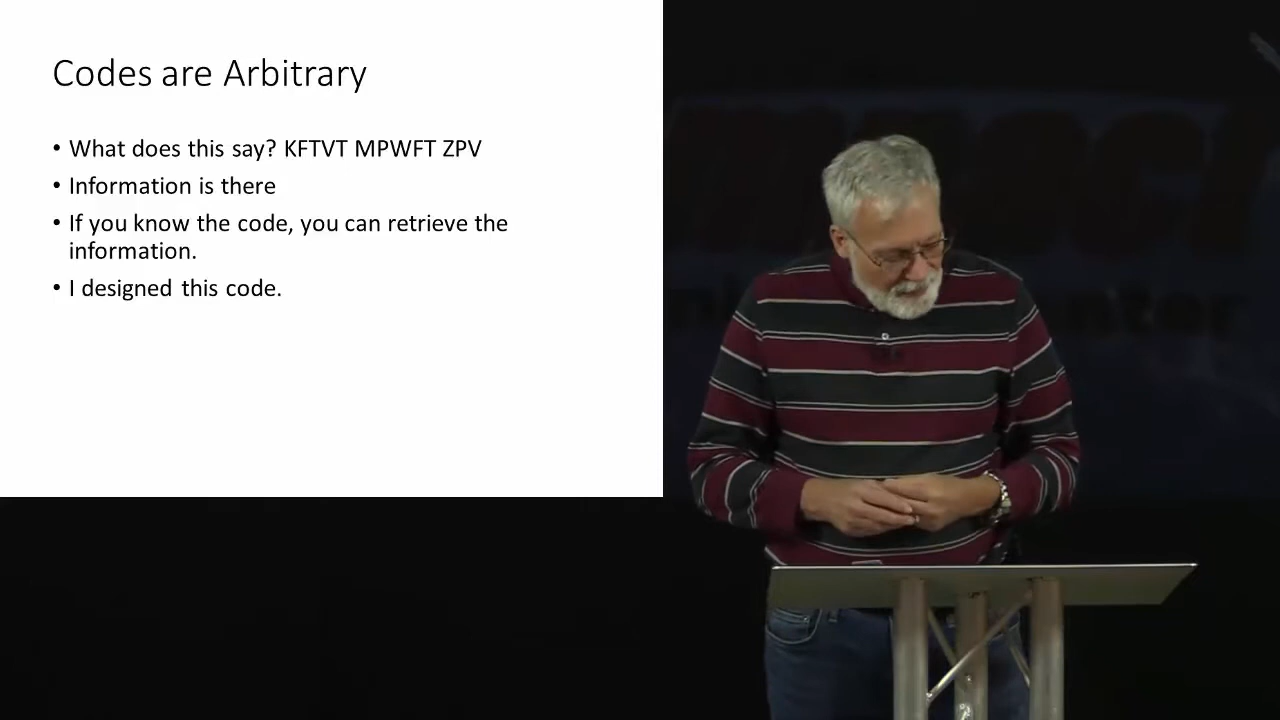 Codes are Arbitrary
• What does this say? KFTVT MPWFT ZPV
• Information is there
• If you know the code, you can retrieve the
information.
• I designed this code.